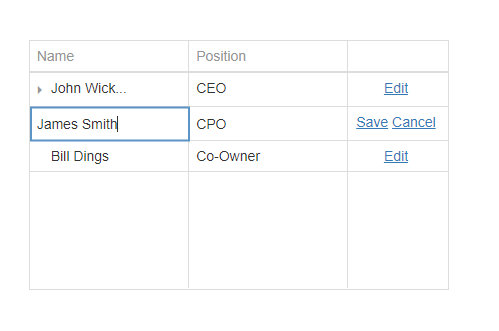 Name Position
John Wick... CEO Edit
James Smith CPO Save Cancel
Bill Dings Co-Owner Edit